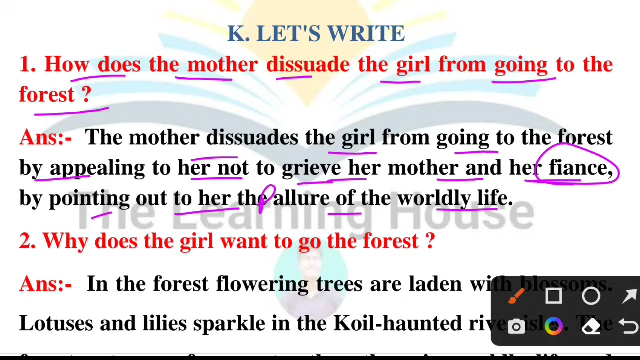 K. LET'S WRITE
1. How does the mother dissuade the girl from going to the
forest ?
Ans:- The mother dissuades the girl from going to the forest
by appealing to her not to grieve her mother and her fiance,
by pointing out to her the allure of the worldly life.
The Learning House
2. Why does the girl want to go the forest ?
Ans:- In the forest flowering trees are laden with blossoms.
Lotuses and lilies sparkle in the Koil-haunted river